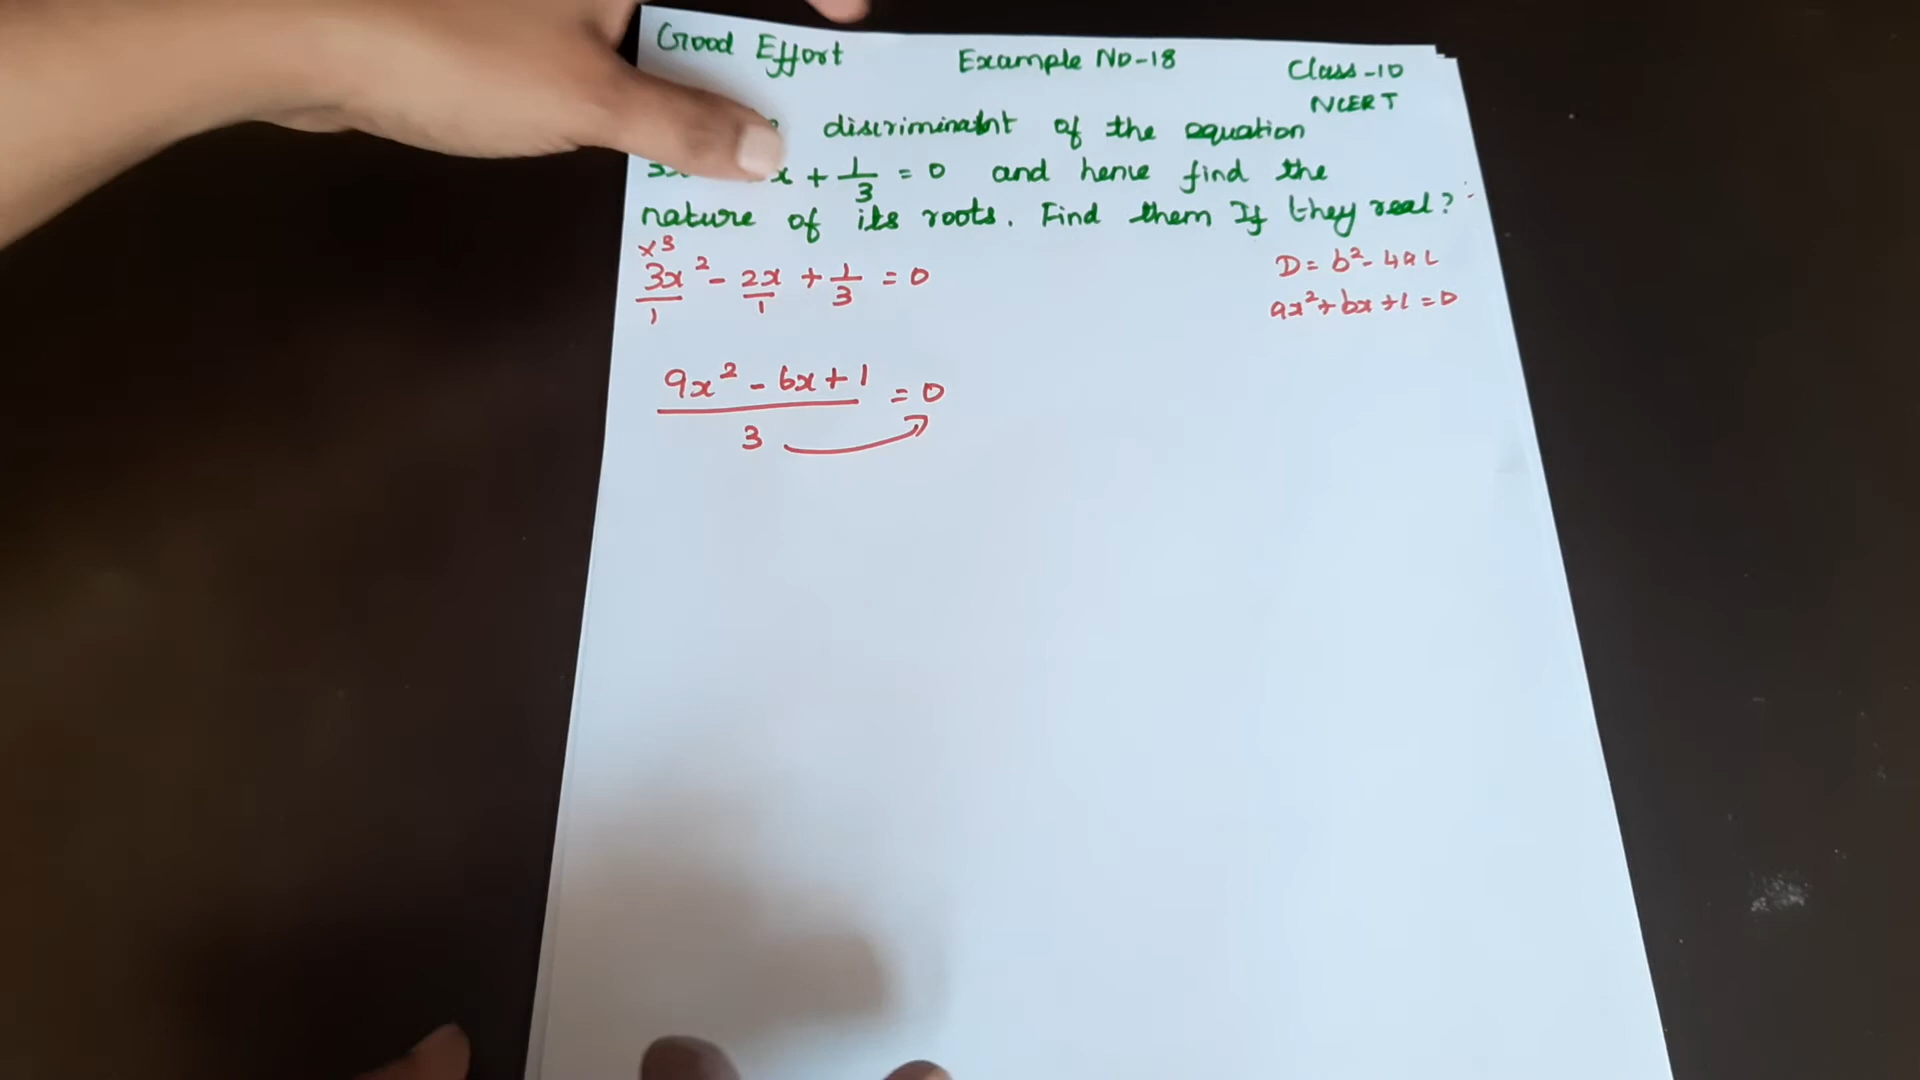 Good Effort Example No-18 Class-10
NCERT
discriminatnt of the equation
x + 1/3 = 0 and hence find the
nature of its roots. Find them If they real?
×3
3x²/1 - 2x/1 + 1/3 = 0 D = b² - 4ac
ax² + bx + c = 0
9x² - 6x + 1 / 3 = 0